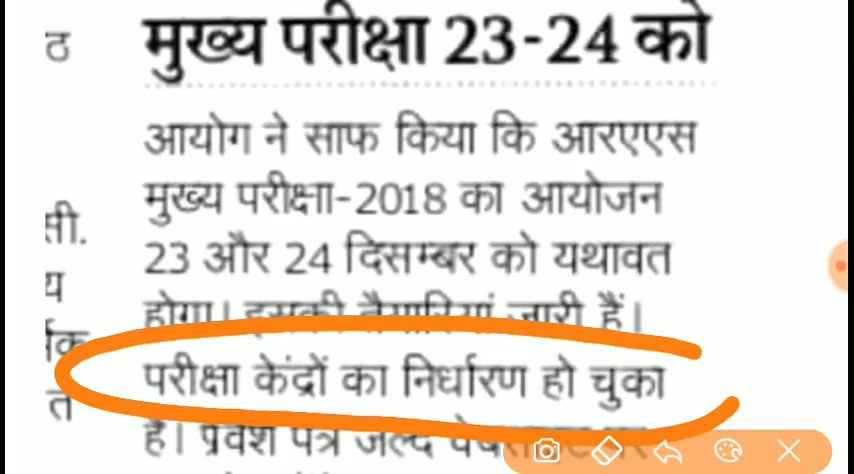 ठ
मुख्य परीक्षा 23-24 को
आयोग ने साफ किया कि आरएएस
मुख्य परीक्षा-2018 का आयोजन
सी.
23 और 24 दिसम्बर को यथावत
य
होगा। इसकी तैयारियां जारी हैं।
र्क
परीक्षा केंद्रों का निर्धारण हो चुका
त
है। प्रवेश पत्र जल्द